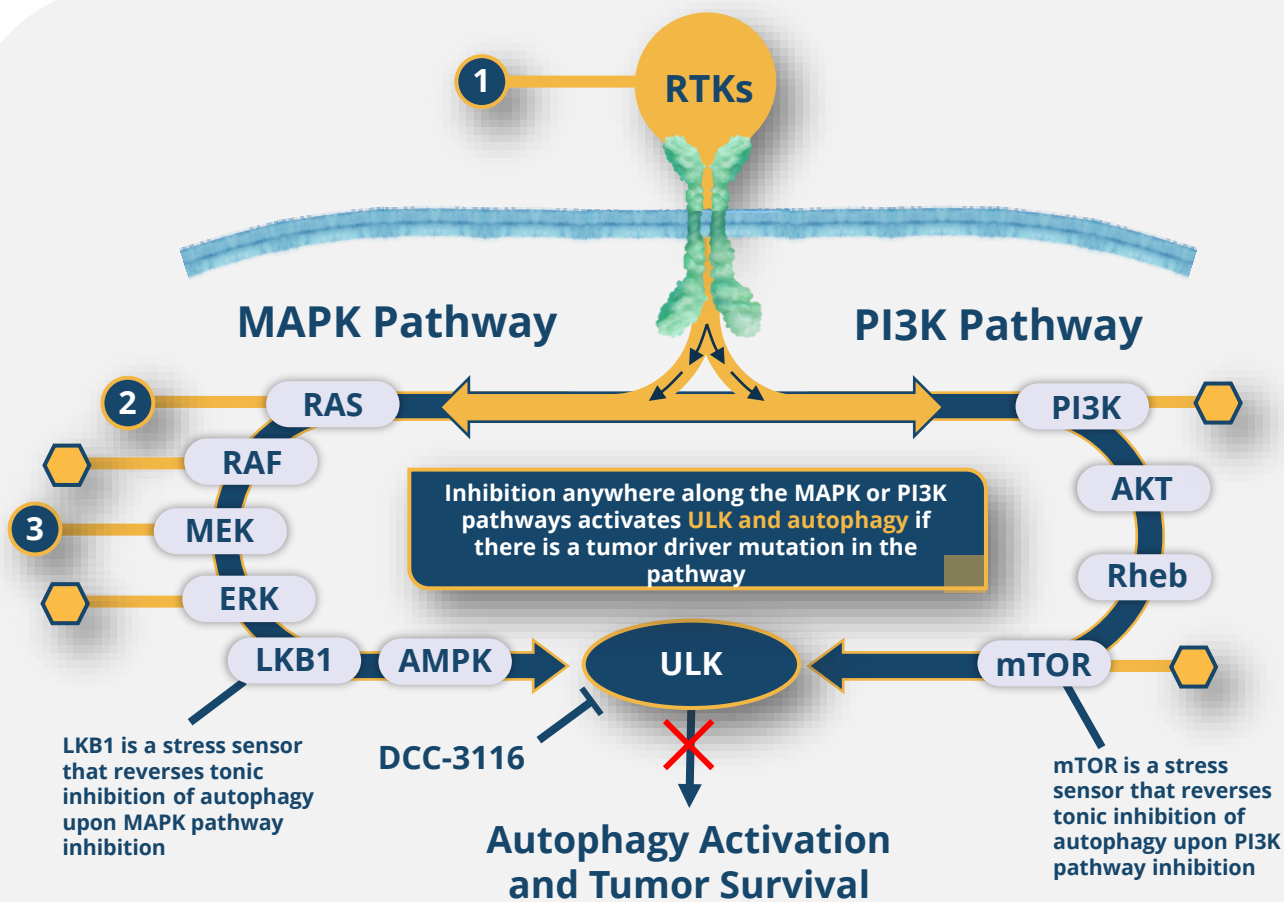 1
RTKs
MAPK Pathway
PI3K Pathway
2
RAS
PI3K
RAF
AKT
3
MEK
Inhibition anywhere along the MAPK or PI3K
pathways activates ULK and autophagy if
there is a tumor driver mutation in the
pathway
Rheb
ERK
LKB1
AMPK
ULK
mTOR
DCC-3116
LKB1 is a stress sensor
that reverses tonic
inhibition of autophagy
upon MAPK pathway
inhibition
mTOR is a stress
sensor that reverses
tonic inhibition of
autophagy upon PI3K
pathway inhibition
Autophagy Activation
and Tumor Survival